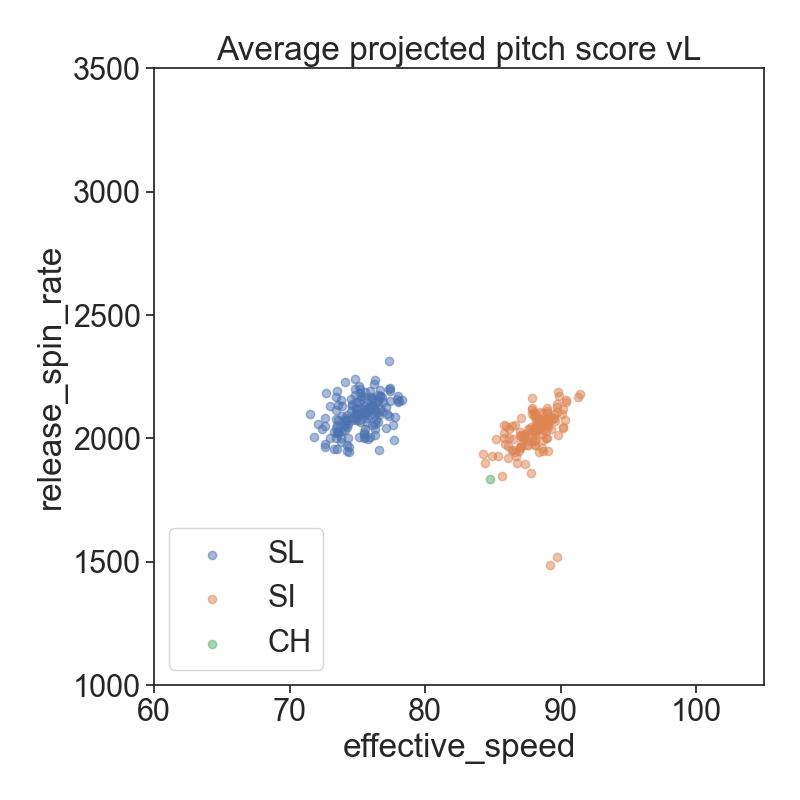 Average projected pitch score vL
3500
3000
2500
2000
1500
1000
release_spin_rate
SL
SI
CH
60 70 80 90 100
effective_speed